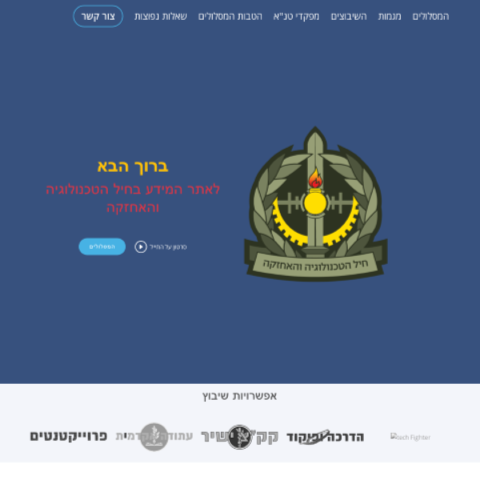 המסלולים מגמות השיבוצים מפקדי טנ"א הטבות המסלולים שאלות נפוצות צור קשר
ברוך הבא
לאתר המידע בחיל הטכנולוגיה
והאחזקה
סרטון על החייל המסלולים
חיל הטכנולוגיה והאחזקה
אפשרויות שיבוץ
Tech Fighter הדרכה ופיקוד קק"צ ישיר עתודה אקדמית פרוייקטנטים